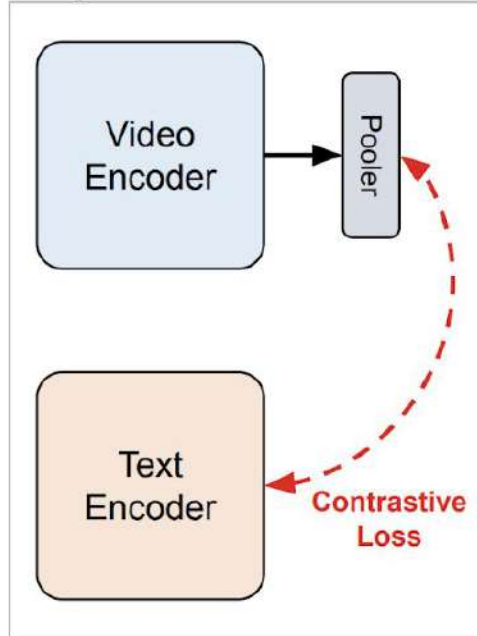 Video
Encoder
Pooler
Text
Encoder
Contrastive
Loss